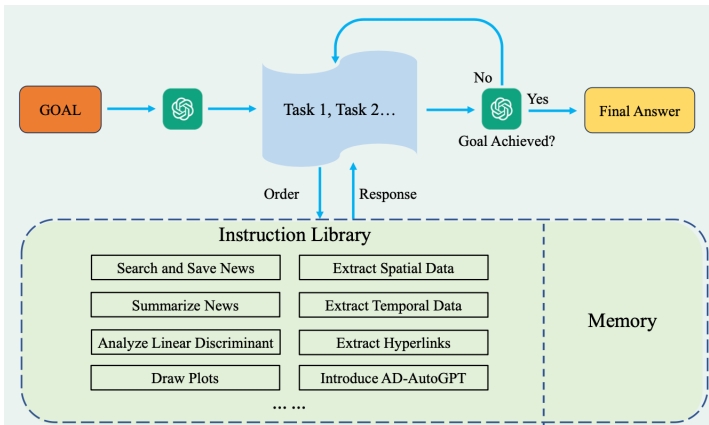 No
GOAL
Task 1, Task 2…
Yes
Final Answer
Goal Achieved?
Order
Response
Instruction Library
Search and Save News
Extract Spatial Data
Summarize News
Extract Temporal Data
Memory
Analyze Linear Discriminant
Extract Hyperlinks
Draw Plots
Introduce AD-AutoGPT
... ...